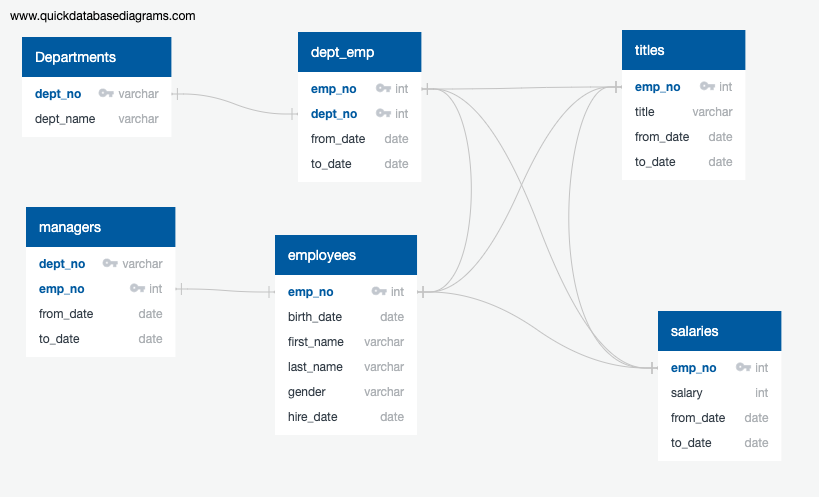 www.quickdatabasediagrams.com
Departments
dept_no varchar
dept_name varchar
dept_emp
emp_no int
dept_no int
from_date date
to_date date
titles
emp_no int
title varchar
from_date date
to_date date
managers
dept_no varchar
emp_no int
from_date date
to_date date
employees
emp_no int
birth_date date
first_name varchar
last_name varchar
gender varchar
hire_date date
salaries
emp_no int
salary int
from_date date
to_date date